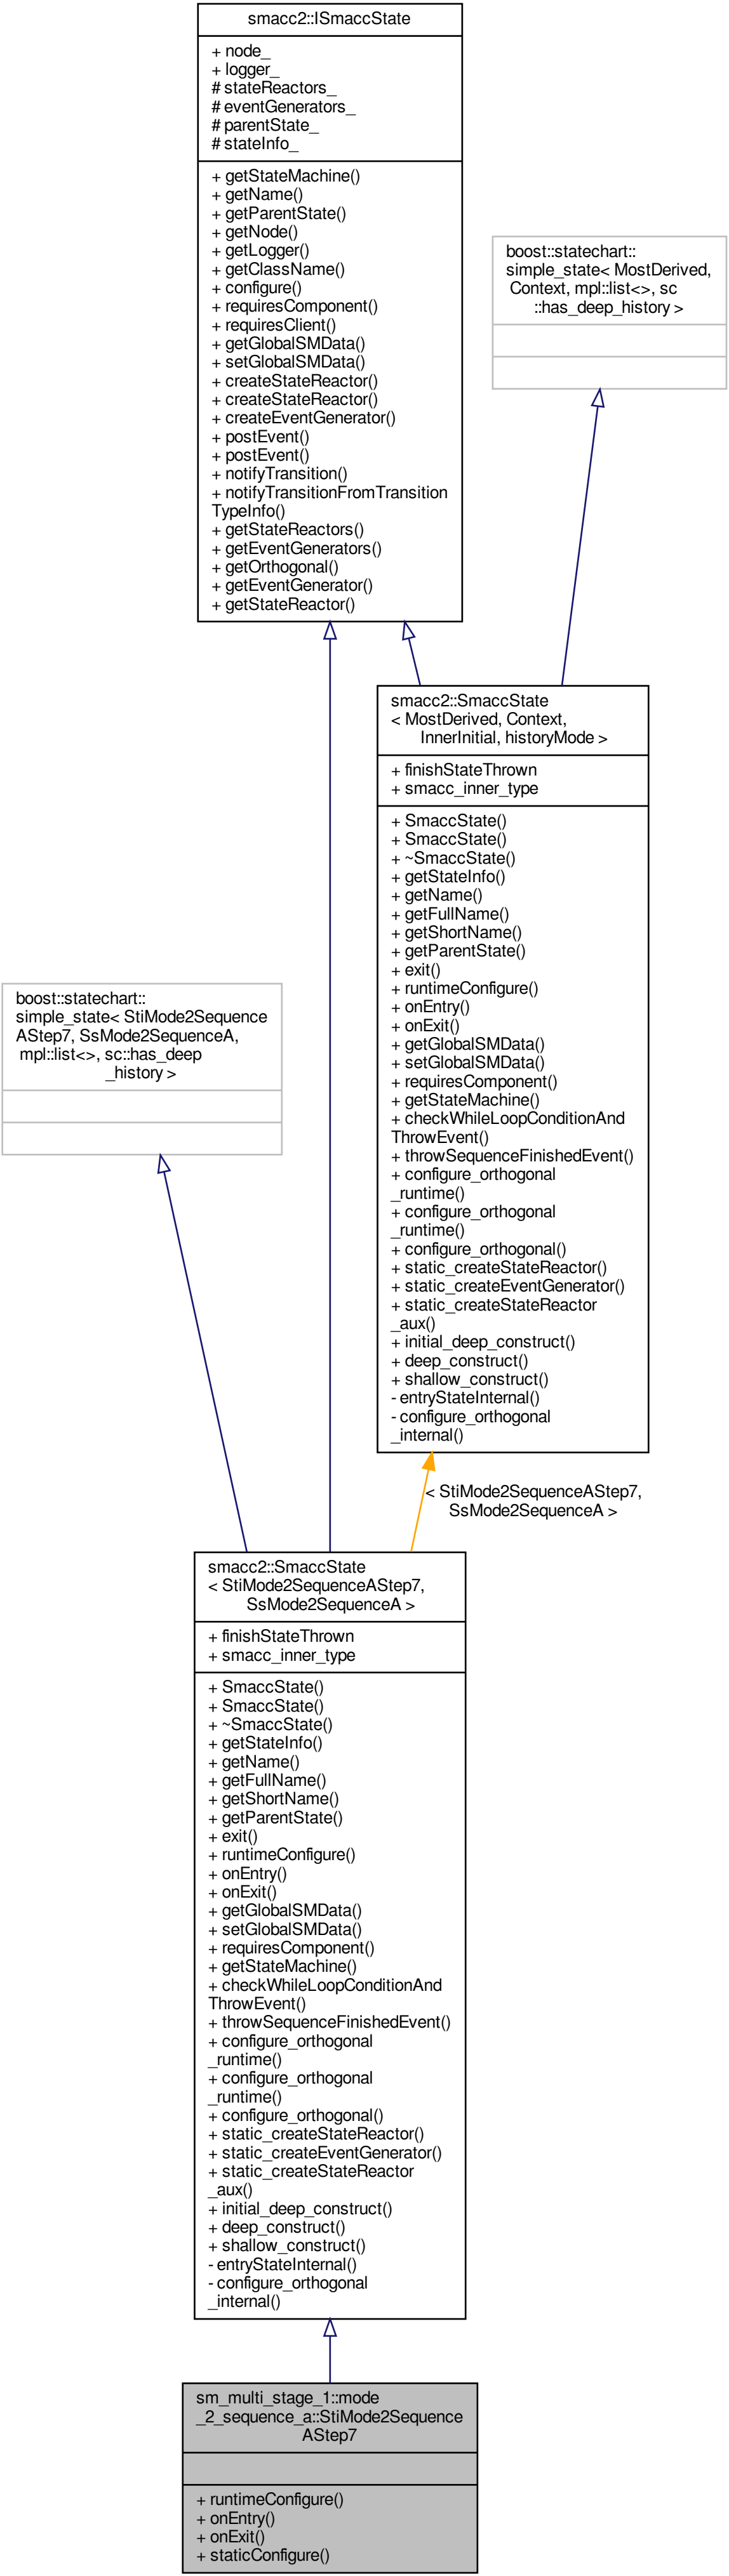 smacc2::ISmaccState
+ node_
+ logger_
# stateReactors_
# eventGenerators_
# parentState_
# stateInfo_
+ getStateMachine()
+ getName()
+ getParentState()
+ getNode()
+ getLogger()
+ getClassName()
+ configure()
+ requiresComponent()
+ requiresClient()
+ getGlobalSMData()
+ setGlobalSMData()
+ createStateReactor()
+ createStateReactor()
+ createEventGenerator()
+ postEvent()
+ postEvent()
+ notifyTransition()
+ notifyTransitionFromTransition
TypeInfo()
+ getStateReactors()
+ getEventGenerators()
+ getOrthogonal()
+ getEventGenerator()
+ getStateReactor()
boost::statechart::
simple_state< MostDerived,
Context, mpl::list<>, sc
::has_deep_history >
smacc2::SmaccState
< MostDerived, Context,
InnerInitial, historyMode >
+ finishStateThrown
+ smacc_inner_type
+ SmaccState()
+ SmaccState()
+ ~SmaccState()
+ getStateInfo()
+ getName()
+ getFullName()
+ getShortName()
+ getParentState()
+ exit()
+ runtimeConfigure()
+ onEntry()
+ onExit()
+ getGlobalSMData()
+ setGlobalSMData()
+ requiresComponent()
+ getStateMachine()
+ checkWhileLoopConditionAnd
ThrowEvent()
+ throwSequenceFinishedEvent()
+ configure_orthogonal
_runtime()
+ configure_orthogonal
_runtime()
+ configure_orthogonal()
+ static_createStateReactor()
+ static_createEventGenerator()
+ static_createStateReactor
_aux()
+ initial_deep_construct()
+ deep_construct()
+ shallow_construct()
- entryStateInternal()
- configure_orthogonal
_internal()
boost::statechart::
simple_state< StiMode2Sequence
AStep7, SsMode2SequenceA,
mpl::list<>, sc::has_deep
_history >
< StiMode2SequenceAStep7,
SsMode2SequenceA >
smacc2::SmaccState
< StiMode2SequenceAStep7,
SsMode2SequenceA >
+ finishStateThrown
+ smacc_inner_type
+ SmaccState()
+ SmaccState()
+ ~SmaccState()
+ getStateInfo()
+ getName()
+ getFullName()
+ getShortName()
+ getParentState()
+ exit()
+ runtimeConfigure()
+ onEntry()
+ onExit()
+ getGlobalSMData()
+ setGlobalSMData()
+ requiresComponent()
+ getStateMachine()
+ checkWhileLoopConditionAnd
ThrowEvent()
+ throwSequenceFinishedEvent()
+ configure_orthogonal
_runtime()
+ configure_orthogonal
_runtime()
+ configure_orthogonal()
+ static_createStateReactor()
+ static_createEventGenerator()
+ static_createStateReactor
_aux()
+ initial_deep_construct()
+ deep_construct()
+ shallow_construct()
- entryStateInternal()
- configure_orthogonal
_internal()
sm_multi_stage_1::mode
_2_sequence_a::StiMode2Sequence
AStep7
+ runtimeConfigure()
+ onEntry()
+ onExit()
+ staticConfigure()